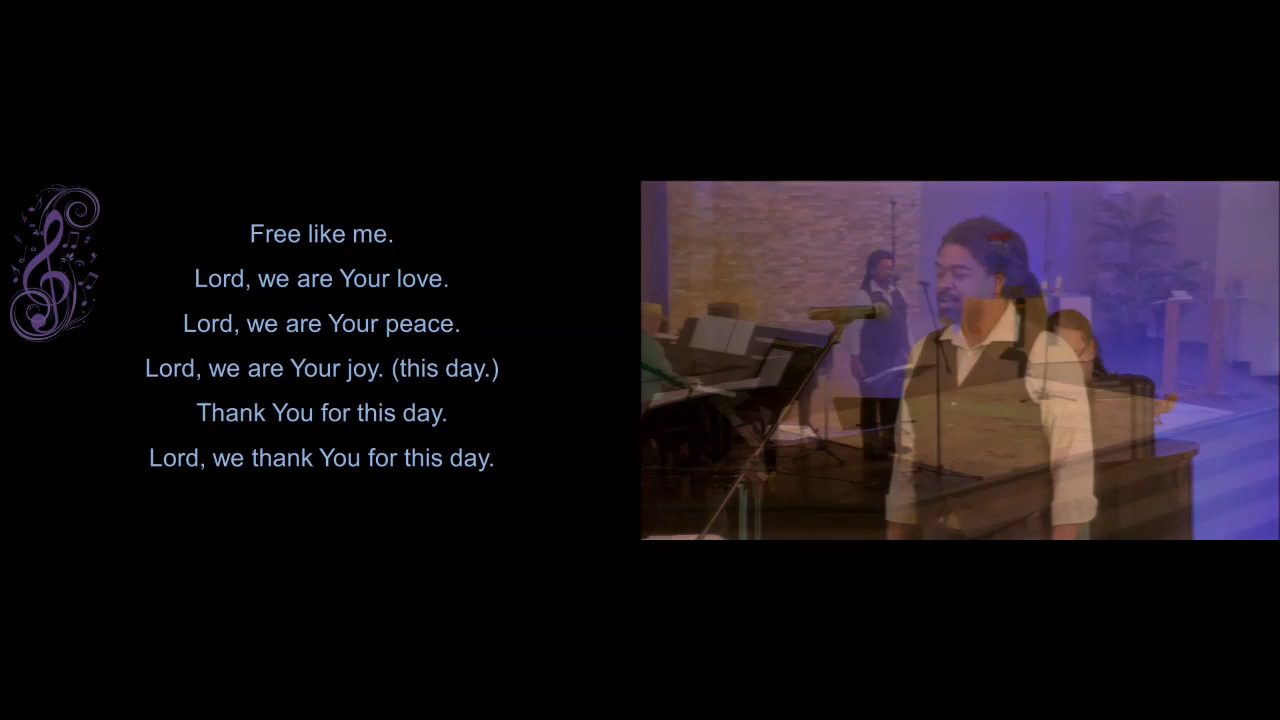 Free like me.
Lord, we are Your love.
Lord, we are Your peace.
Lord, we are Your joy. (this day.)
Thank You for this day.
Lord, we thank You for this day.